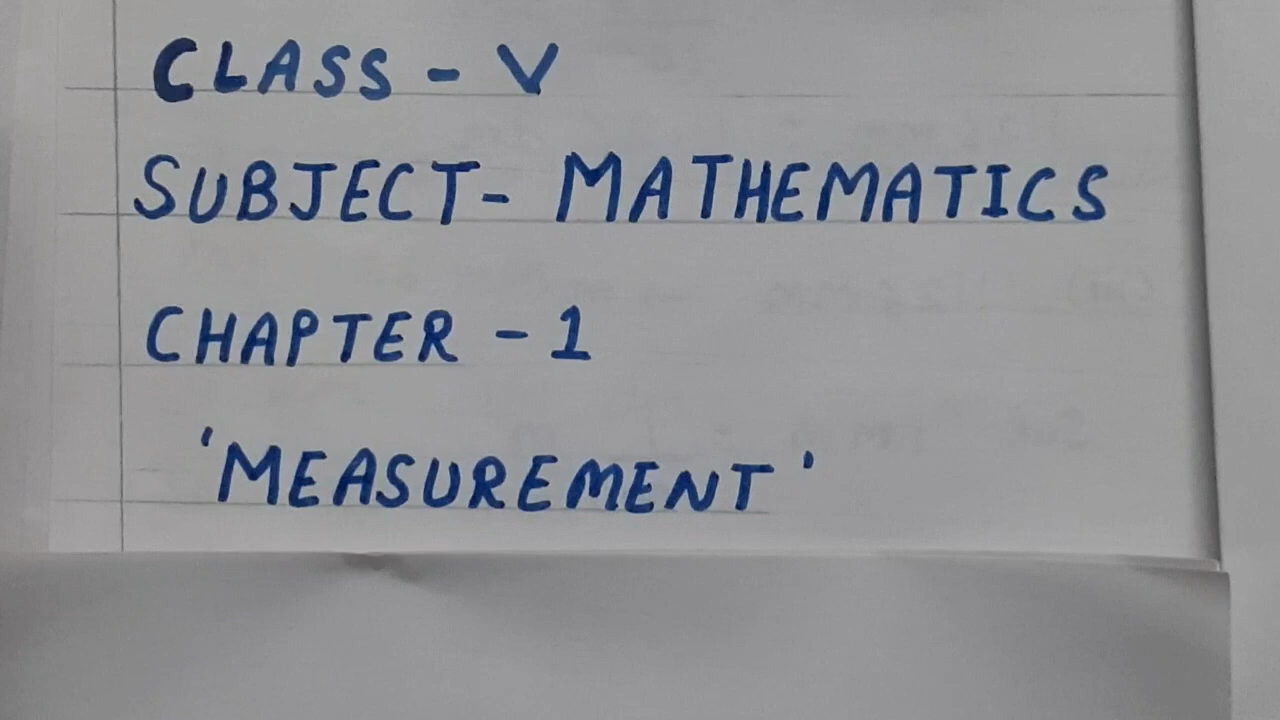 CLASS - V
SUBJECT- MATHEMATICS
CHAPTER - 1
'MEASUREMENT'